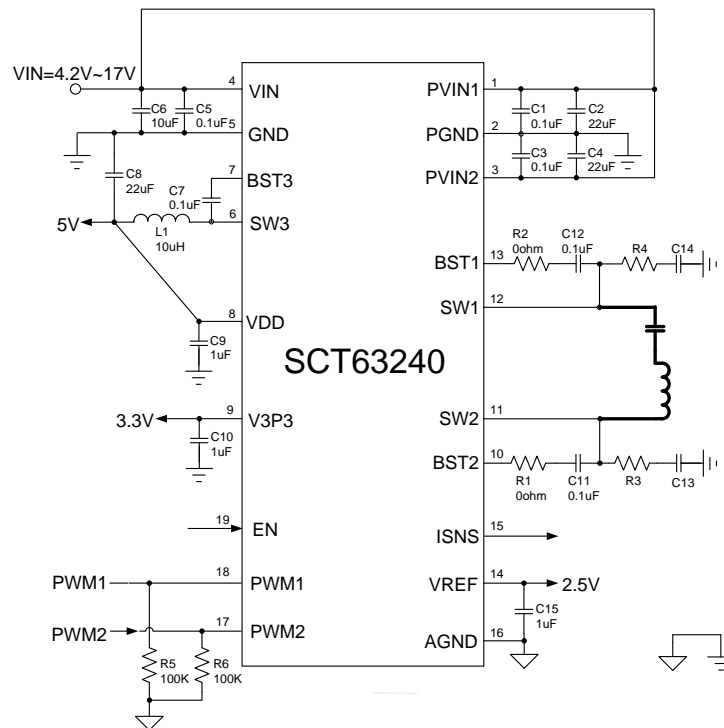 VIN=4.2V~17V
4
VIN
C6
10uF
C5
0.1uF
5
GND
C8
22uF
C7
0.1uF
7
BST3
5V
L1
10uH
6
SW3
8
VDD
C9
1uF
SCT63240
3.3V
9
V3P3
C10
1uF
19
EN
PWM1
18
PWM1
PWM2
17
PWM2
R5
100K
R6
100K
PVIN1
1
C1
0.1uF
C2
22uF
PGND
2
C3
0.1uF
C4
22uF
PVIN2
3
BST1
13
R2
0ohm
C12
0.1uF
R4
C14
SW1
12
SW2
11
BST2
10
R1
0ohm
C11
0.1uF
R3
C13
ISNS
15
VREF
14
2.5V
C15
1uF
AGND
16